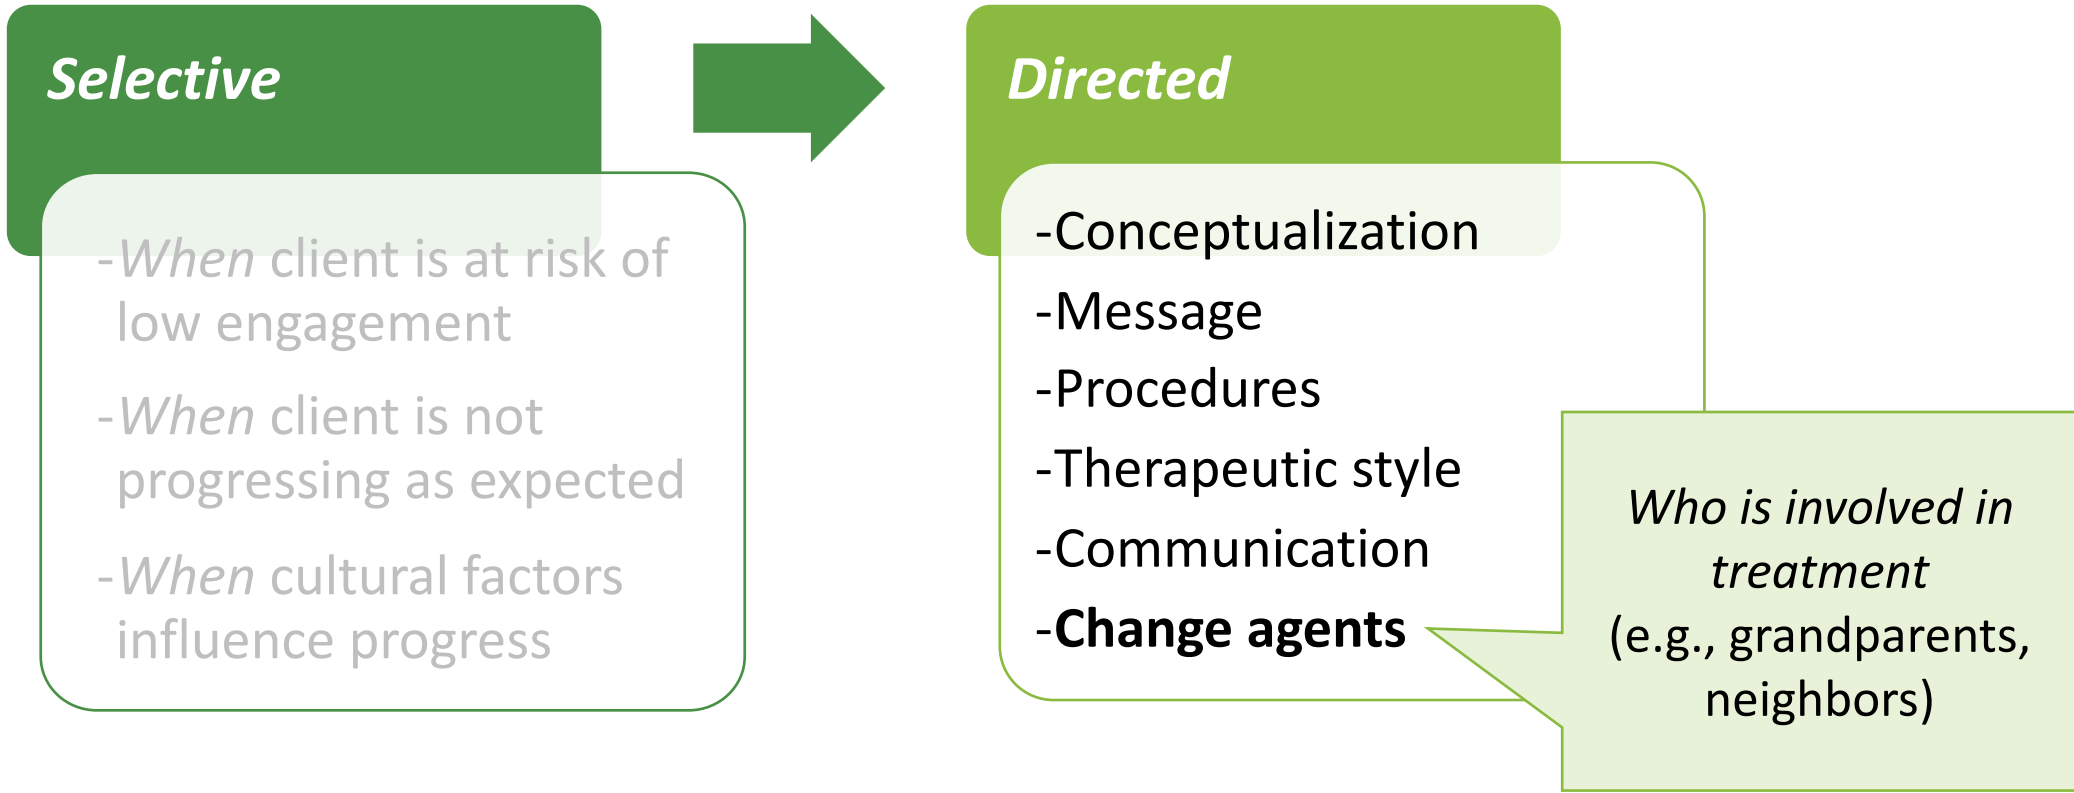 Selective
-When client is at risk of
low engagement
-When client is not
progressing as expected
-When cultural factors
influence progress
Directed
-Conceptualization
-Message
-Procedures
-Therapeutic style
-Communication
-Change agents
Who is involved in
treatment
(e.g., grandparents,
neighbors)